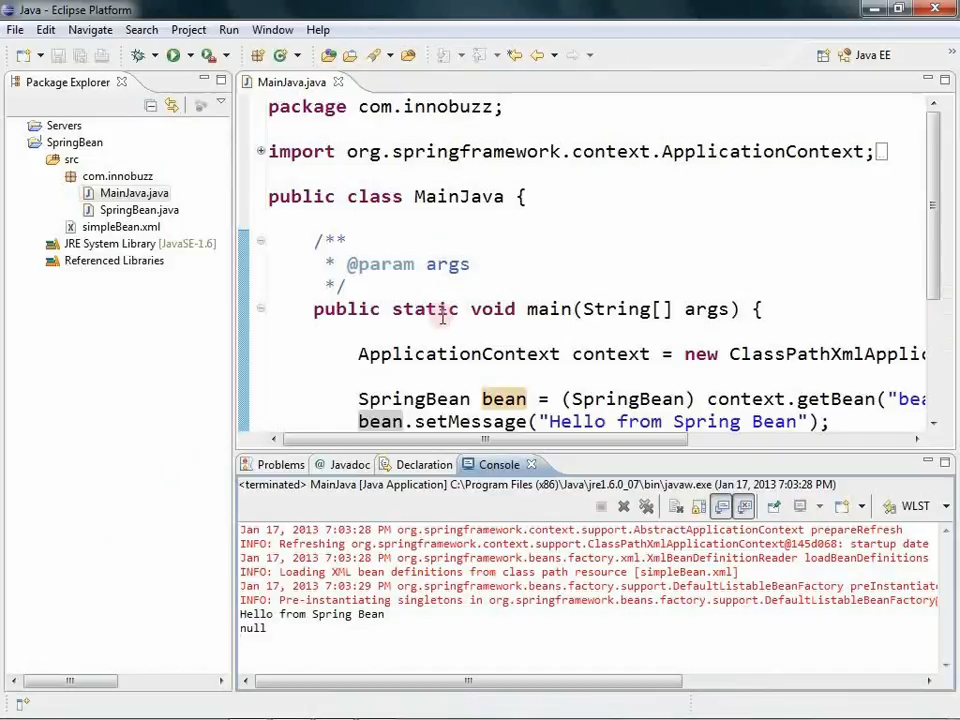 Java - Eclipse Platform
File Edit Navigate Search Project Run Window Help
Java EE
Package Explorer
MainJava.java
Servers
SpringBean
src
com.innobuzz
MainJava.java
SpringBean.java
simpleBean.xml
JRE System Library [JavaSE-1.6]
Referenced Libraries
package com.innobuzz;
import org.springframework.context.ApplicationContext;
public class MainJava {
/**
* @param args
*/
public static void main(String[] args) {
ApplicationContext context = new ClassPathXmlApplic
SpringBean bean = (SpringBean) context.getBean("bea
bean.setMessage("Hello from Spring Bean");
Problems Javadoc Declaration Console
<terminated> MainJava [Java Application] C:\Program Files (x86)\Java\jre1.6.0_07\bin\javaw.exe (Jan 17, 2013 7:03:28 PM)
WLST
Jan 17, 2013 7:03:28 PM org.springframework.context.support.AbstractApplicationContext prepareRefresh
INFO: Refreshing org.springframework.context.support.ClassPathXmlApplicationContext@145d068: startup date
Jan 17, 2013 7:03:28 PM org.springframework.beans.factory.xml.XmlBeanDefinitionReader loadBeanDefinitions
INFO: Loading XML bean definitions from class path resource [simpleBean.xml]
Jan 17, 2013 7:03:29 PM org.springframework.beans.factory.support.DefaultListableBeanFactory preInstantiate
INFO: Pre-instantiating singletons in org.springframework.beans.factory.support.DefaultListableBeanFactory@
Hello from Spring Bean
null